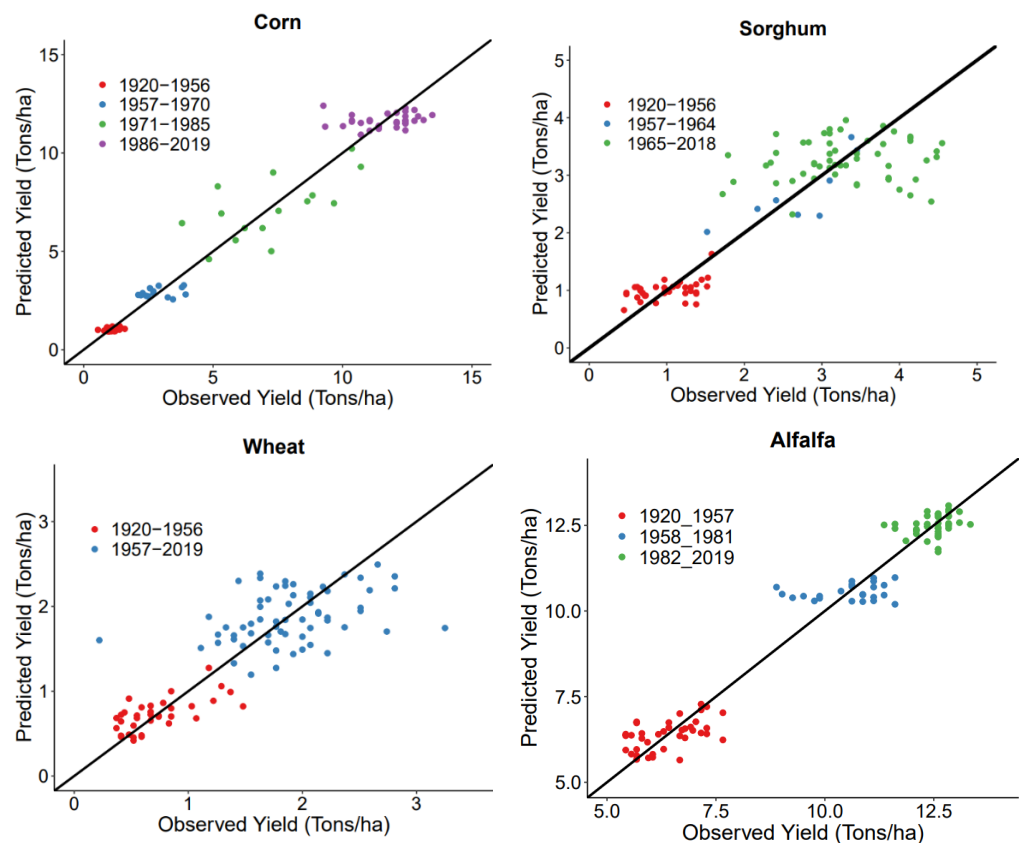 Corn
Predicted Yield (Tons/ha)
15
10
5
0
1920−1956
1957−1970
1971−1985
1986−2019
0 5 10 15
Observed Yield (Tons/ha)
Sorghum
Predicted Yield (Tons/ha)
5
4
3
2
1
0
1920−1956
1957−1964
1965−2018
0 1 2 3 4 5
Observed Yield (Tons/ha)
Wheat
Predicted Yield (Tons/ha)
3
2
1
0
1920−1956
1957−2019
0 1 2 3
Observed Yield (Tons/ha)
Alfalfa
Predicted Yield (Tons/ha)
12.5
10.0
7.5
5.0
1920_1957
1958_1981
1982_2019
5.0 7.5 10.0 12.5
Observed Yield (Tons/ha)